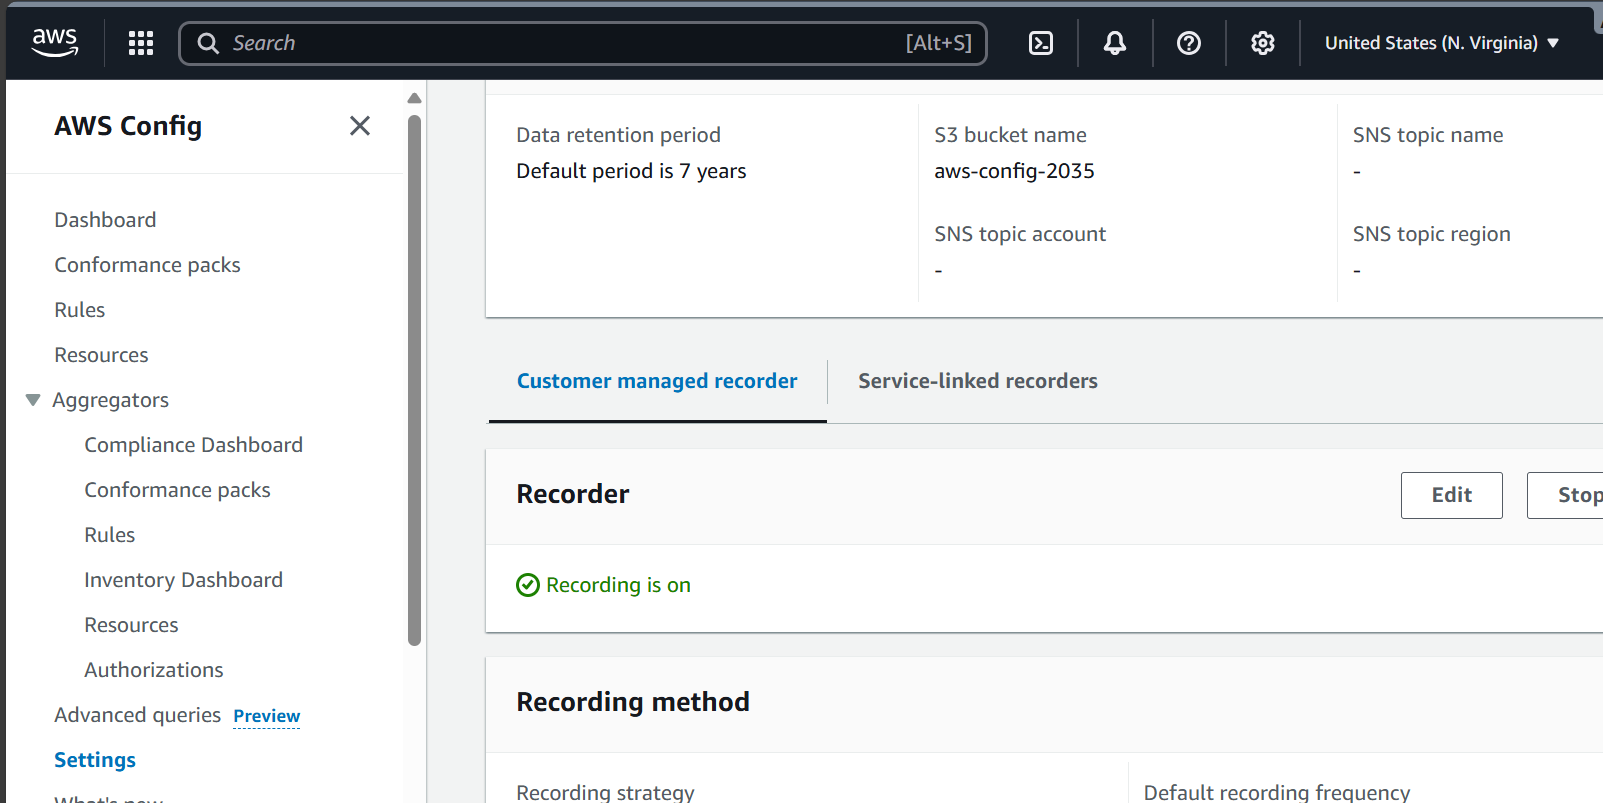 aws
Search [Alt+S]
United States (N. Virginia)
AWS Config
Dashboard
Conformance packs
Rules
Resources
Aggregators
Compliance Dashboard
Conformance packs
Rules
Inventory Dashboard
Resources
Authorizations
Advanced queries Preview
Settings
What's new
Data retention period
Default period is 7 years
S3 bucket name
aws-config-2035
SNS topic account
-
SNS topic name
-
SNS topic region
-
Customer managed recorder
Service-linked recorders
Recorder
Edit
Stop
Recording is on
Recording method
Recording strategy
Default recording frequency